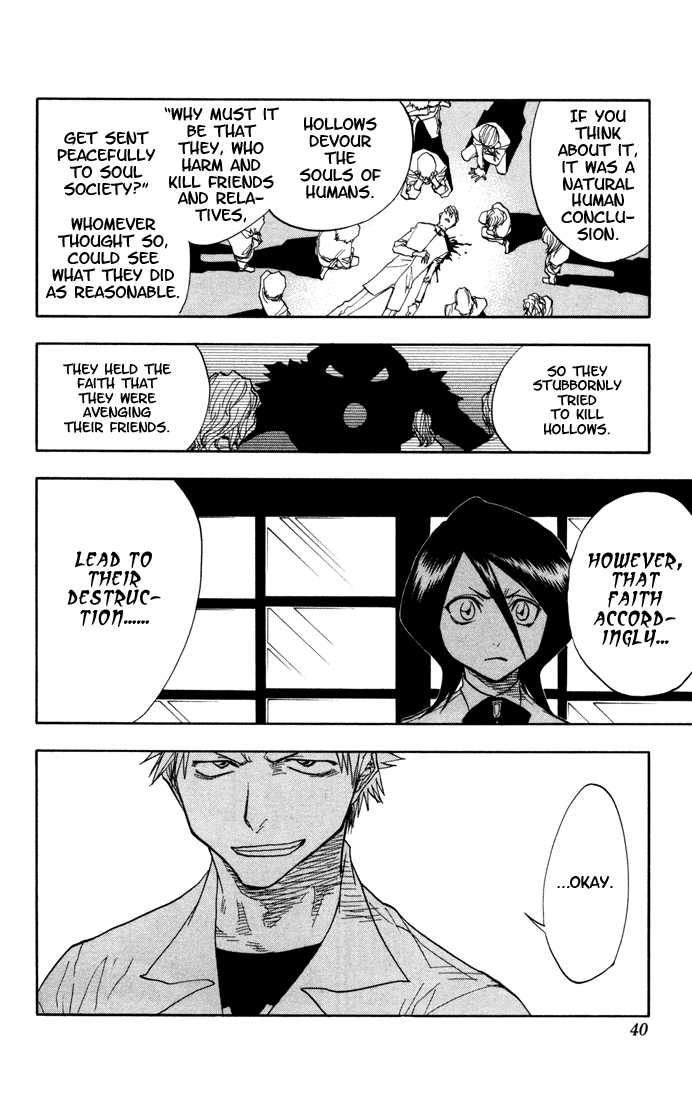 IF YOU
THINK
ABOUT IT,
IT WAS A
NATURAL
HUMAN
CONCLU-
SION.
HOLLOWS
DEVOUR
THE
SOULS OF
HUMANS.
"WHY MUST IT
BE THAT
THEY, WHO
HARM AND
KILL FRIENDS
AND RELA-
TIVES,
GET SENT
PEACEFULLY
TO SOUL
SOCIETY?"
WHOMEVER
THOUGHT SO,
COULD SEE
WHAT THEY DID
AS REASONABLE.
SO THEY
STUBBORNLY
TRIED
TO KILL
HOLLOWS.
THEY HELD THE
FAITH THAT
THEY WERE
AVENGING
THEIR FRIENDS.
HOWEVER,
THAT
FAITH
ACCORD-
INGLY...
LEAD TO
THEIR
DESTRUC-
TION......
...OKAY.
40